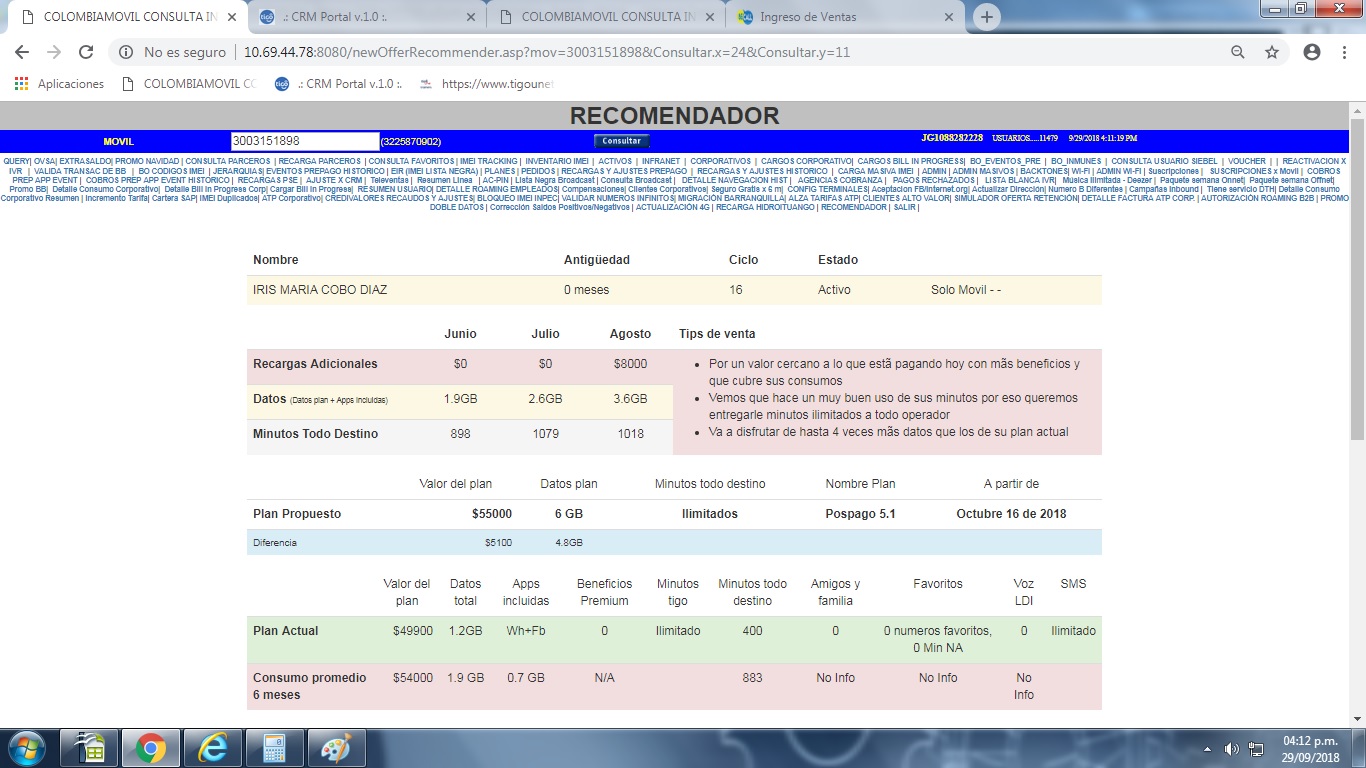 COLOMBIAMOVIL CONSULTA IN
.: CRM Portal v.1.0 :.
COLOMBIAMOVIL CONSULTA IN
Ingreso de Ventas
No es seguro | 10.69.44.78:8080/newOfferRecommender.asp?mov=3003151898&Consultar.x=24&Consultar.y=11
Aplicaciones
COLOMBIAMOVIL CO
.: CRM Portal v.1.0 :.
https://www.tigoune
RECOMENDADOR
MOVIL 3003151898 (3225870902) Consultar JG1088282228 USUARIOS.....11479 9/29/2018 4:11:19 PM
QUERY| OVSA| EXTRASALDO| PROMO NAVIDAD | CONSULTA PARCEROS | RECARGA PARCEROS | CONSULTA FAVORITOS | IMEI TRACKING | INVENTARIO IMEI | ACTIVOS | INFRANET | CORPORATIVOS | CARGOS CORPORATIVO| CARGOS BILL IN PROGRESS| BO_EVENTOS_PRE | BO_INMUNES | CONSULTA USUARIO SIEBEL | VOUCHER | | REACTIVACION X
IVR | VALIDA TRANSAC DE BB | BO CODIGOS IMEI | JERARQUIAS| EVENTOS PREPAGO HISTORICO | EIR (IMEI LISTA NEGRA) | PLANES | PEDIDOS | RECARGAS Y AJUSTES PREPAGO | RECARGAS Y AJUSTES HISTORICO | CARGA MASIVA IMEI | ADMIN | ADMIN MASIVOS | BACKTONES| WI-FI | ADMIN WI-FI | Suscripciones | SUSCRIPCIONES x Movil | COBROS
PREP APP EVENT | COBROS PREP APP EVENT HISTORICO | RECARGAS PSE | AJUSTE X CRM | Televentas | Resumen Linea | AC-PIN | Lista Negra Broadcast | Consulta Broadcast | DETALLE NAVEGACION HIST | AGENCIAS COBRANZA | PAGOS RECHAZADOS | LISTA BLANCA IVR| Música Ilimitada - Deezer | Paquete semana Onnet| Paquete semana Offnet|
Promo BB| Detalle Consumo Corporativo| Detalle Bill in Progress Corp| Cargar Bill in Progress| RESUMEN USUARIO| DETALLE ROAMING EMPLEADOS| Compensaciones| Clientes Corporativos| Seguro Gratis x 6 m| CONFIG TERMINALES| Aceptacion FB/Internet.org| Actualizar Dirección| Numero B Diferentes | Campañas Inbound | Tiene servicio DTH| Detalle Consumo
Corporativo Resumen | Incremento Tarifa| Cartera SAP| IMEI Duplicados| ATP Corporativo| CREDIVALORES RECAUDOS Y AJUSTES| BLOQUEO IMEI INPEC| VALIDAR NUMEROS INFINITOS| MIGRACIÓN BARRANQUILLA| ALZA TARIFAS ATP| CLIENTES ALTO VALOR| SIMULADOR OFERTA RETENCIÓN| DETALLE FACTURA ATP CORP. | AUTORIZACIÓN ROAMING B2B | PROMO
DOBLE DATOS | Corrección Saldos Positivos/Negativos | ACTUALIZACIÓN 4G | RECARGA HIDROITUANGO | RECOMENDADOR | SALIR |
Nombre Antigüedad Ciclo Estado
IRIS MARIA COBO DIAZ 0 meses 16 Activo Solo Movil - -
Junio Julio Agosto Tips de venta
Recargas Adicionales $0 $0 $8000
Datos (Datos plan + Apps incluidas) 1.9GB 2.6GB 3.6GB
Minutos Todo Destino 898 1079 1018
• Por un valor cercano a lo que estã pagando hoy con mãs beneficios y
que cubre sus consumos
• Vemos que hace un muy buen uso de sus minutos por eso queremos
entregarle minutos ilimitados a todo operador
• Va a disfrutar de hasta 4 veces mãs datos que los de su plan actual
Valor del plan Datos plan Minutos todo destino Nombre Plan A partir de
Plan Propuesto $55000 6 GB Ilimitados Pospago 5.1 Octubre 16 de 2018
Diferencia $5100 4.8GB
Valor del plan Datos total Apps incluidas Beneficios Premium Minutos tigo Minutos todo destino Amigos y familia Favoritos Voz LDI SMS
Plan Actual $49900 1.2GB Wh+Fb 0 Ilimitado 400 0 0 numeros favoritos, 0 Min NA 0 Ilimitado
Consumo promedio 6 meses $54000 1.9 GB 0.7 GB N/A 883 No Info No Info No Info
04:12 p.m.
29/09/2018